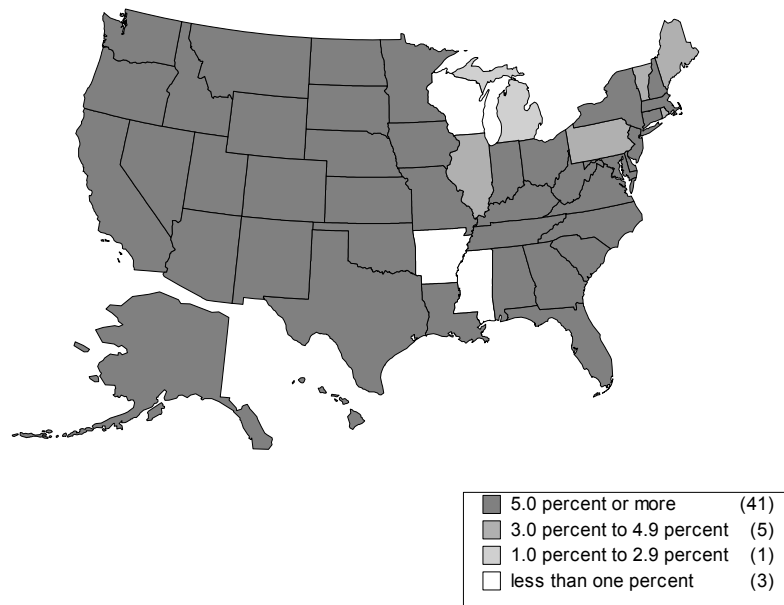 5.0 percent or more (41)
3.0 percent to 4.9 percent (5)
1.0 percent to 2.9 percent (1)
less than one percent (3)